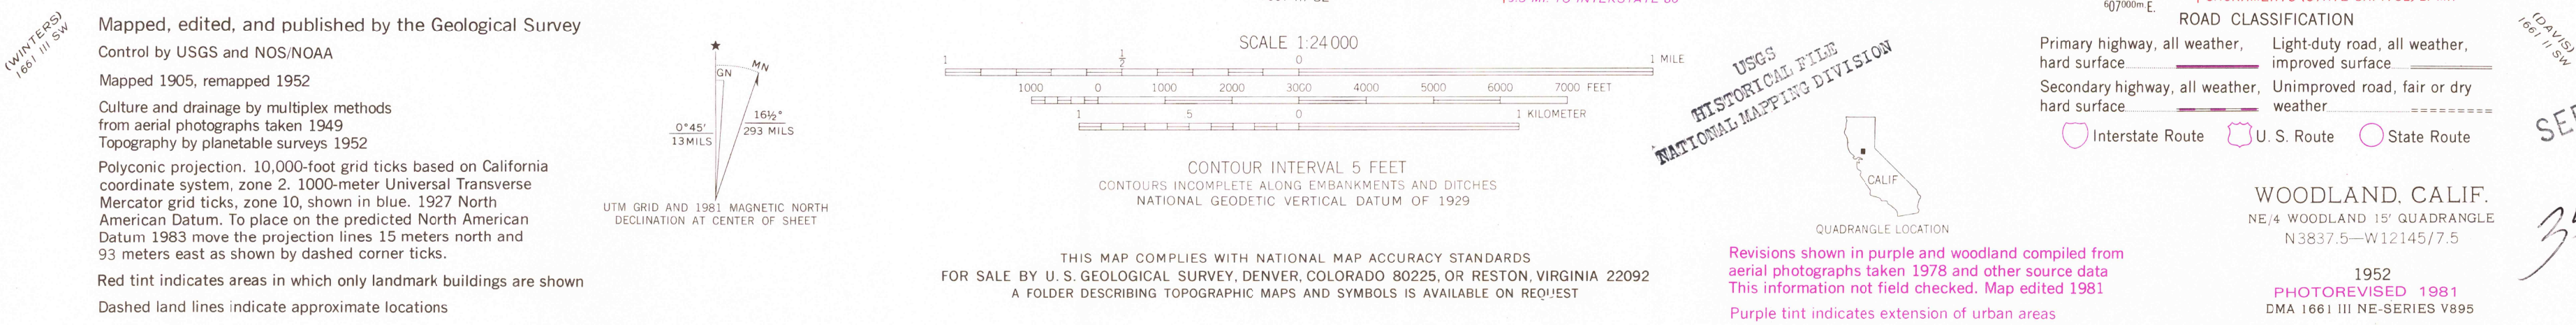 (WINTERS)
1661 III SW
Mapped, edited, and published by the Geological Survey
Control by USGS and NOS/NOAA
Mapped 1905, remapped 1952
Culture and drainage by multiplex methods
from aerial photographs taken 1949
Topography by planetable surveys 1952
Polyconic projection. 10,000-foot grid ticks based on California
coordinate system, zone 2. 1000-meter Universal Transverse
Mercator grid ticks, zone 10, shown in blue. 1927 North
American Datum. To place on the predicted North American
Datum 1983 move the projection lines 15 meters north and
93 meters east as shown by dashed corner ticks.
Red tint indicates areas in which only landmark buildings are shown
Dashed land lines indicate approximate locations
★
GN
MN
0°45′
13 MILS
16½°
293 MILS
UTM GRID AND 1981 MAGNETIC NORTH
DECLINATION AT CENTER OF SHEET
SCALE 1:24 000
1 ½ 0 1 MILE
1000 0 1000 2000 3000 4000 5000 6000 7000 FEET
1 .5 0 1 KILOMETER
CONTOUR INTERVAL 5 FEET
CONTOURS INCOMPLETE ALONG EMBANKMENTS AND DITCHES
NATIONAL GEODETIC VERTICAL DATUM OF 1929
THIS MAP COMPLIES WITH NATIONAL MAP ACCURACY STANDARDS
FOR SALE BY U. S. GEOLOGICAL SURVEY, DENVER, COLORADO 80225, OR RESTON, VIRGINIA 22092
A FOLDER DESCRIBING TOPOGRAPHIC MAPS AND SYMBOLS IS AVAILABLE ON REQUEST
USGS
HISTORICAL FILE
NATIONAL MAPPING DIVISION
CALIF
QUADRANGLE LOCATION
Revisions shown in purple and woodland compiled from
aerial photographs taken 1978 and other source data
This information not field checked. Map edited 1981
Purple tint indicates extension of urban areas
607000m.E.
ROAD CLASSIFICATION
Primary highway, all weather,
hard surface
Light-duty road, all weather,
improved surface
Secondary highway, all weather,
hard surface
Unimproved road, fair or dry
weather
Interstate Route U. S. Route State Route
(DAVIS)
1661 II SW
WOODLAND, CALIF.
NE/4 WOODLAND 15′ QUADRANGLE
N3837.5—W12145/7.5
1952
PHOTOREVISED 1981
DMA 1661 III NE-SERIES V895